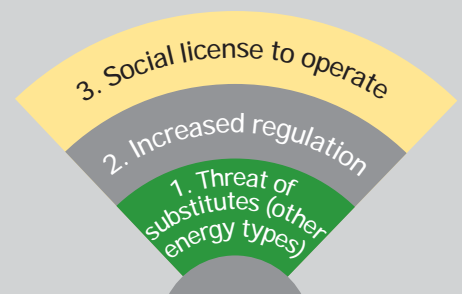 3. Social license to operate
2. Increased regulation
1. Threat of
substitutes (other
energy types)